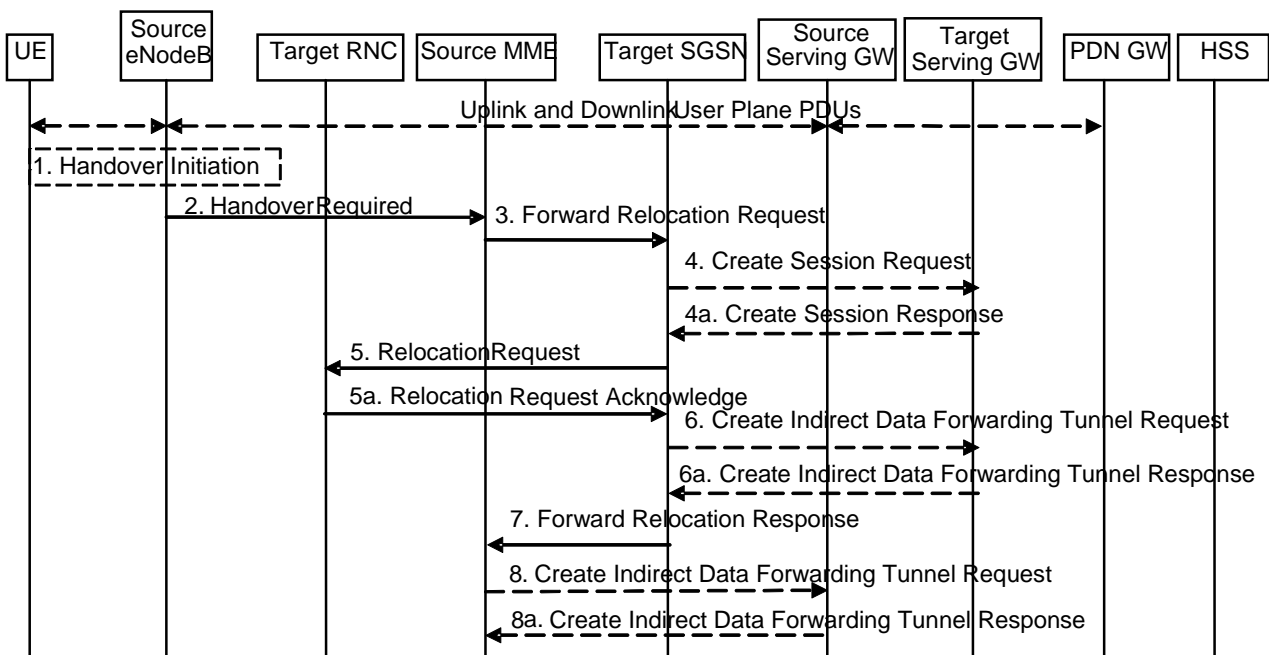 UE
Source
eNodeB
Target RNC
Source MME
Target SGSN
Source
Serving GW
Target
Serving GW
PDN GW
HSS
Uplink and Downlink User Plane PDUs
1. Handover Initiation
2. Handover Required
3. Forward Relocation Request
4. Create Session Request
4a. Create Session Response
5. Relocation Request
5a. Relocation Request Acknowledge
6. Create Indirect Data Forwarding Tunnel Request
6a. Create Indirect Data Forwarding Tunnel Response
7. Forward Relocation Response
8. Create Indirect Data Forwarding Tunnel Request
8a. Create Indirect Data Forwarding Tunnel Response